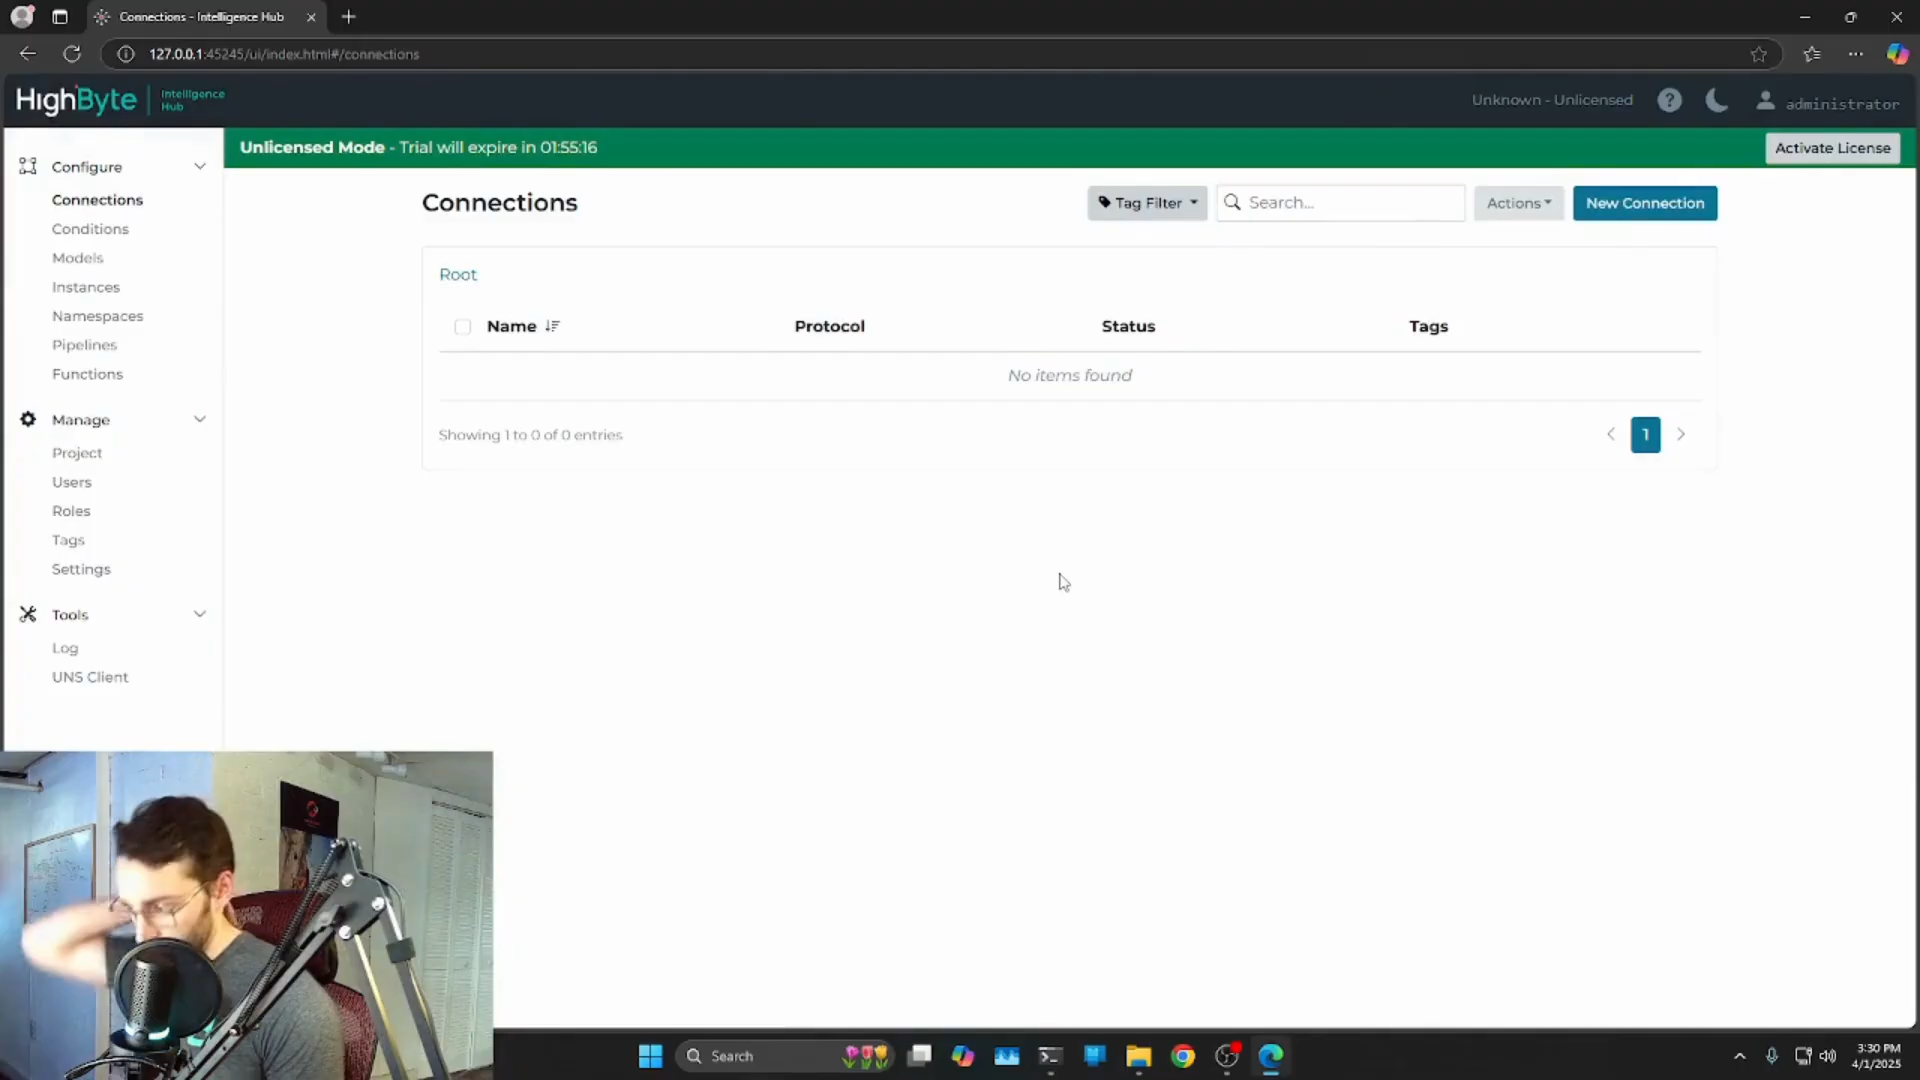 Connections - Intelligence Hub
127.0.0.1:45245/ui/index.html#/connections
HighByte
Intelligence
Hub
Unknown - Unlicensed
administrator
Unlicensed Mode - Trial will expire in 01:55:16
Activate License
Configure
Connections
Conditions
Models
Instances
Namespaces
Pipelines
Functions
Manage
Project
Users
Roles
Tags
Settings
Tools
Log
UNS Client
Connections
Tag Filter
Search...
Actions
New Connection
Root
Name
Protocol
Status
Tags
No items found
Showing 1 to 0 of 0 entries
1
Search
3:30 PM
4/1/2025